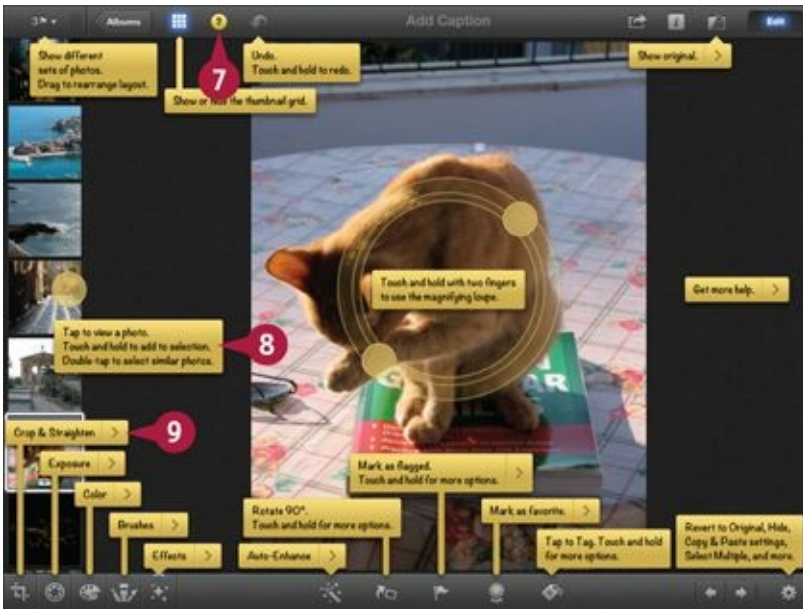 3
Albums
?
Add Caption
i
Edit
Show different
sets of photos.
Drag to rearrange layout.
7
Undo.
Touch and hold to redo.
Show original.
Show or hide the thumbnail grid.
Touch and hold with two fingers
to use the magnifying loupe.
Get more help.
Tap to view a photo.
Touch and hold to add to selection.
Double-tap to select similar photos.
8
Crop & Straighten
9
Exposure
Color
Brushes
Effects
Mark as flagged.
Touch and hold for more options.
Rotate 90°.
Touch and hold for more options.
Auto-Enhance
Mark as favorite.
Tap to Tag. Touch and hold
for more options.
Revert to Original, Hide,
Copy & Paste settings,
Select Multiple, and more.